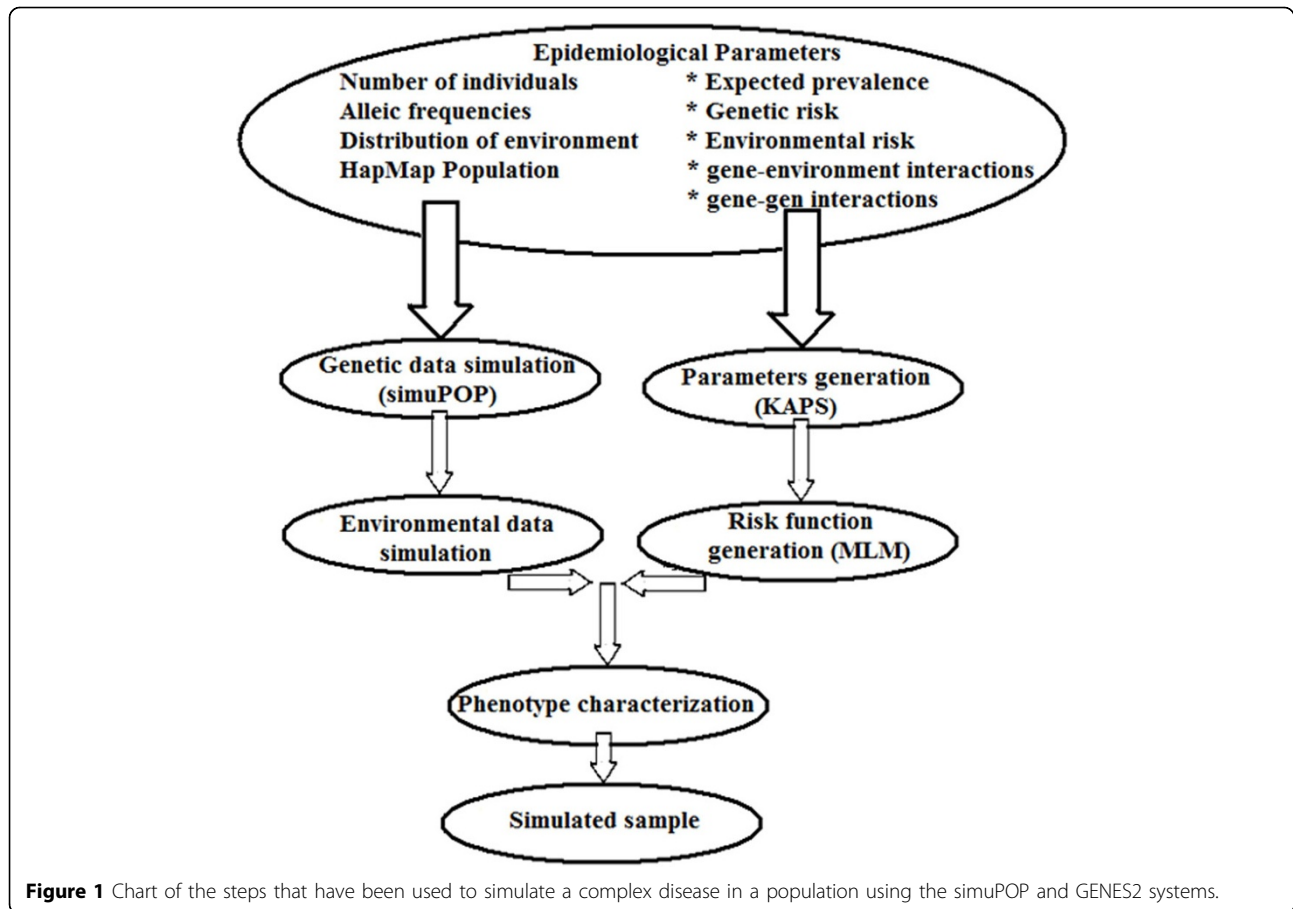 Epidemiological Parameters
Number of individuals
Alleic frequencies
Distribution of environment
HapMap Population
* Expected prevalence
* Genetic risk
* Environmental risk
* gene-environment interactions
* gene-gen interactions
Genetic data simulation
(simuPOP)
Parameters generation
(KAPS)
Environmental data
simulation
Risk function
generation (MLM)
Phenotype characterization
Simulated sample
Figure 1 Chart of the steps that have been used to simulate a complex disease in a population using the simuPOP and GENES2 systems.